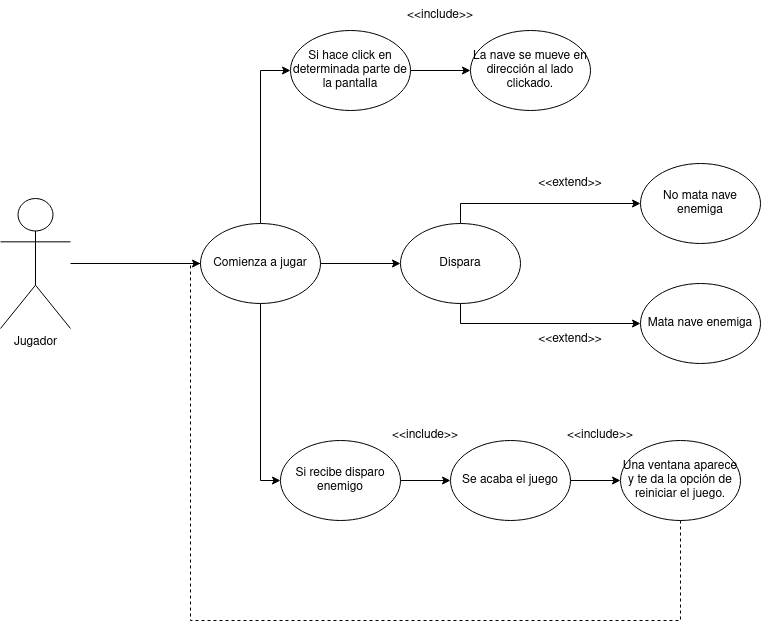 <<include>>
Si hace click en
determinada parte de
la pantalla
La nave se mueve en
dirección al lado
clickado.
<<extend>>
No mata nave
enemiga
Comienza a jugar
Dispara
Mata nave enemiga
<<extend>>
Jugador
<<include>>
<<include>>
Si recibe disparo
enemigo
Se acaba el juego
Una ventana aparece
y te da la opción de
reiniciar el juego.